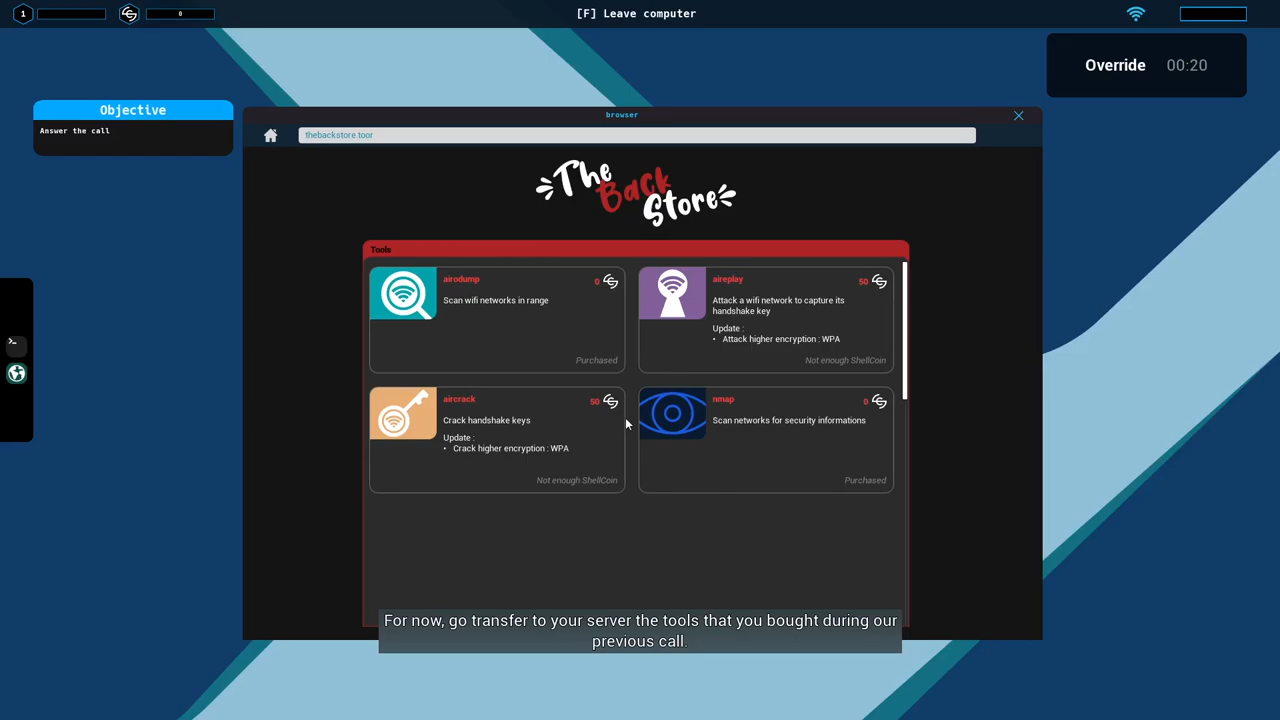 1
0
[F] Leave computer
Override 00:20
Objective
Answer the call
browser
thebackstore.toor
The
Back
Store
Tools
airodump 0
Scan wifi networks in range
Purchased
aireplay 50
Attack a wifi network to capture its
handshake key
Update :
• Attack higher encryption : WPA
Not enough ShellCoin
aircrack 50
Crack handshake keys
Update :
• Crack higher encryption : WPA
Not enough ShellCoin
nmap 0
Scan networks for security informations
Purchased
For now, go transfer to your server the tools that you bought during our
previous call.